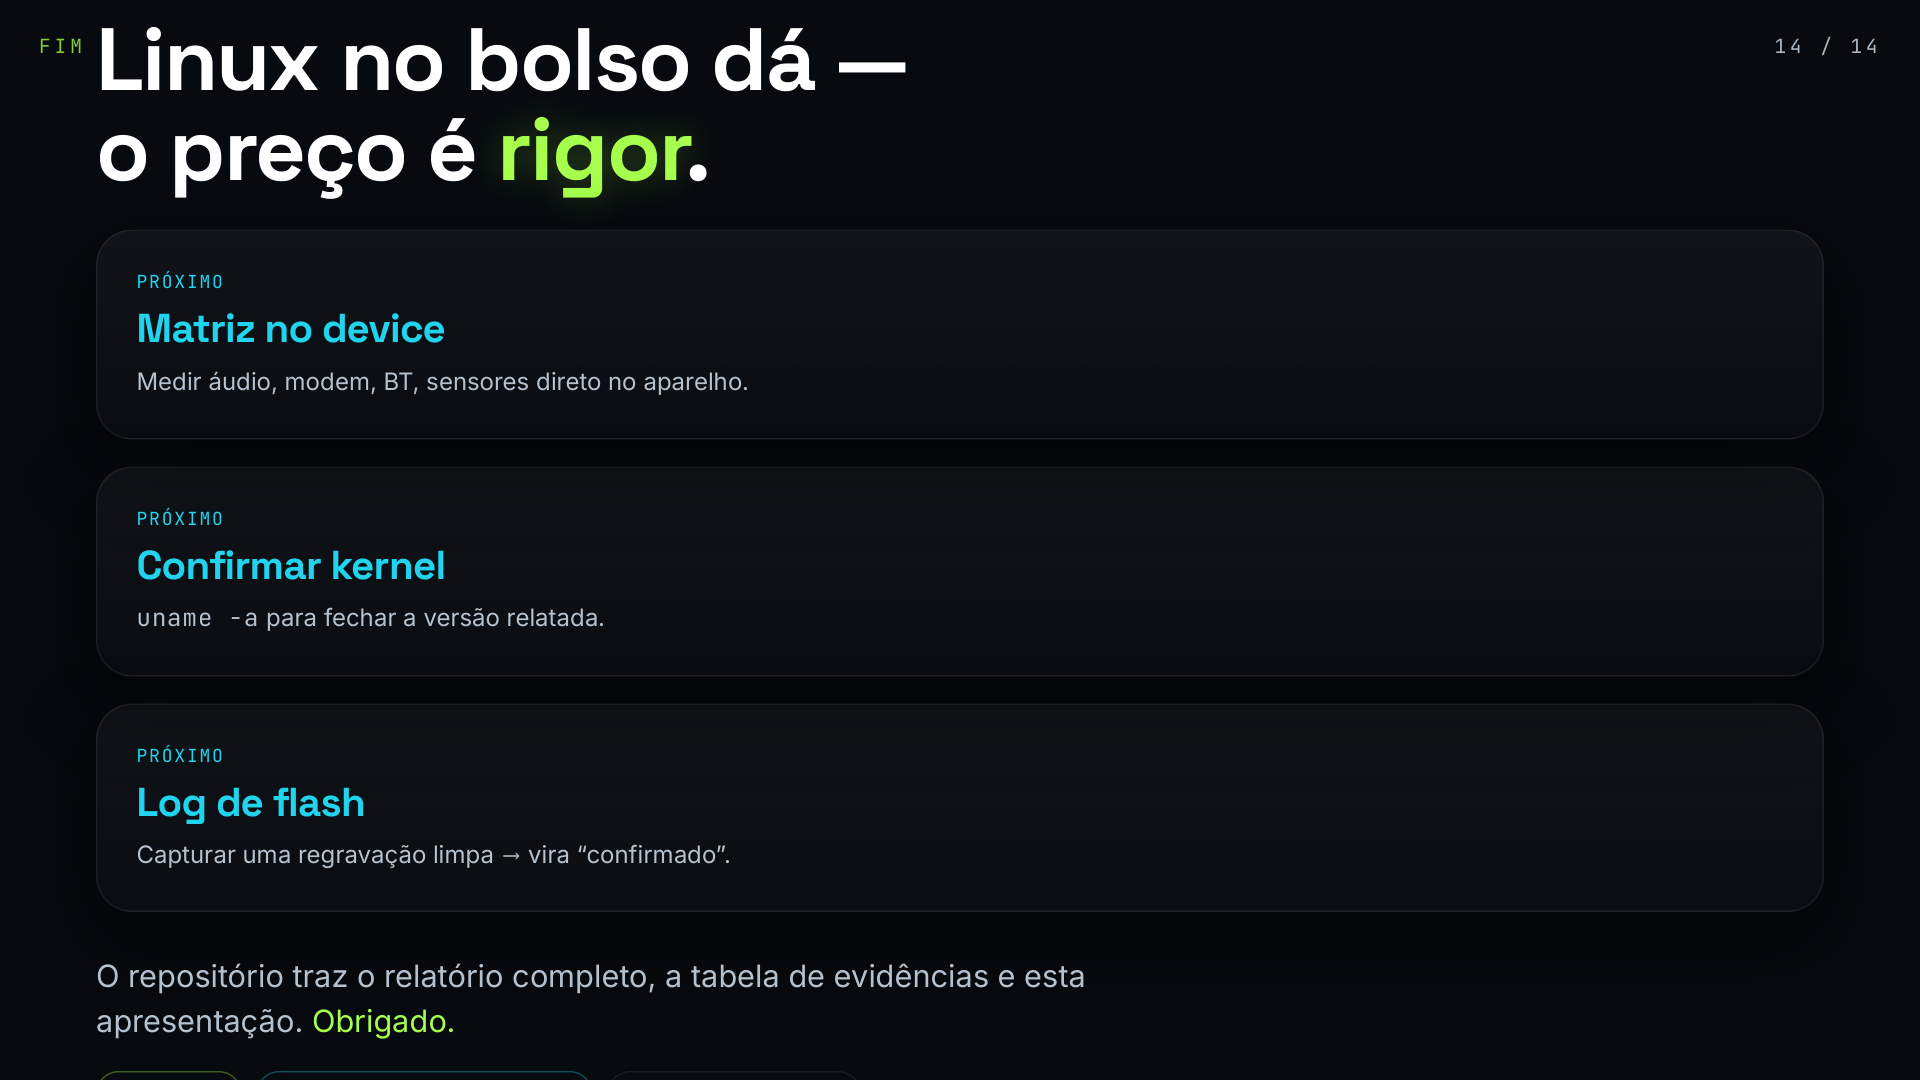 FIM
14 / 14
Linux no bolso dá —
o preço é rigor.
PRÓXIMO
Matriz no device
Medir áudio, modem, BT, sensores direto no aparelho.
PRÓXIMO
Confirmar kernel
uname -a para fechar a versão relatada.
PRÓXIMO
Log de flash
Capturar uma regravação limpa → vira “confirmado”.
O repositório traz o relatório completo, a tabela de evidências e esta
apresentação. Obrigado.